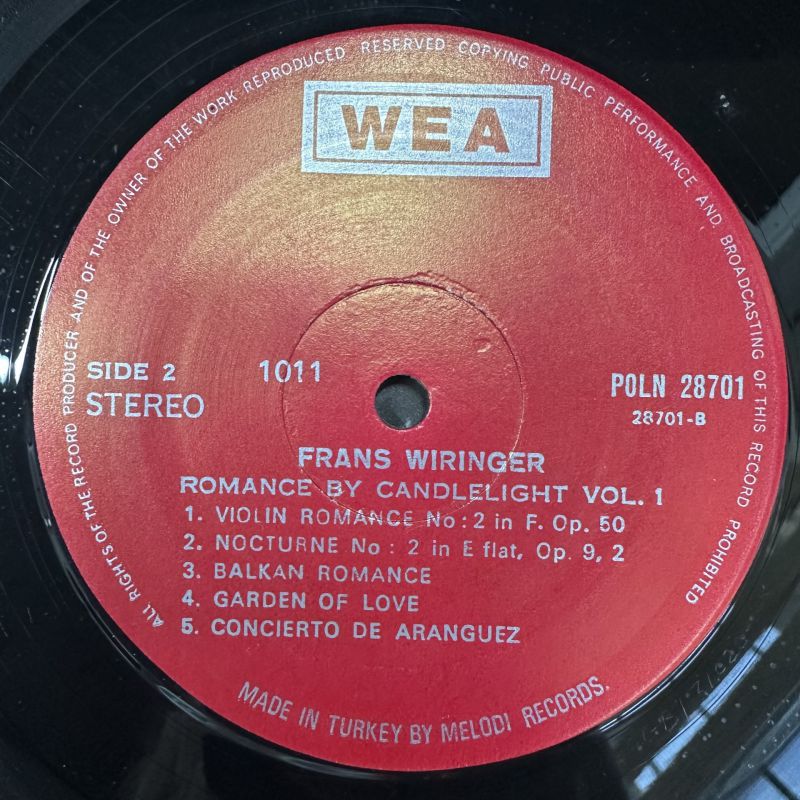 ALL RIGHTS OF THE RECORD PRODUCER AND OF THE OWNER OF THE WORK REPRODUCED RESERVED COPYING PUBLIC PERFORMANCE AND BROADCASTING OF THIS RECORD PROHIBITED
WEA
SIDE 2 1011 POLN 28701
STEREO 28701-B
FRANS WIRINGER
ROMANCE BY CANDLELIGHT VOL. 1
1. VIOLIN ROMANCE No: 2 in F. Op. 50
2. NOCTURNE No: 2 in E flat, Op. 9, 2
3. BALKAN ROMANCE
4. GARDEN OF LOVE
5. CONCIERTO DE ARANGUEZ
MADE IN TURKEY BY MELODI RECORDS.